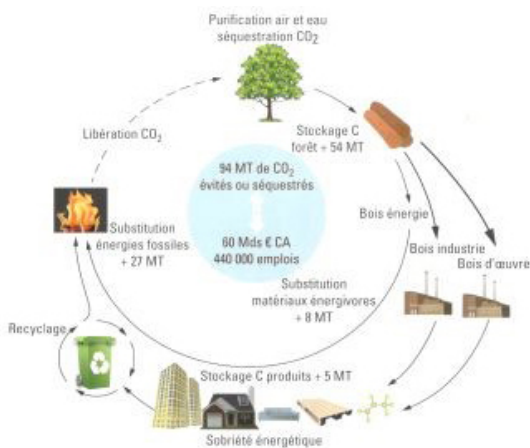 Purification air et eau
séquestration CO₂
Libération CO₂
Stockage C
forêt + 54 MT
94 MT de CO₂
évités ou séquestrés
60 Mds € CA
440 000 emplois
Bois énergie
Bois industrie
Bois d'œuvre
Substitution
énergies fossiles
+ 27 MT
Substitution
matériaux énergivores
+ 8 MT
Recyclage
Stockage C produits + 5 MT
Sobriété énergétique